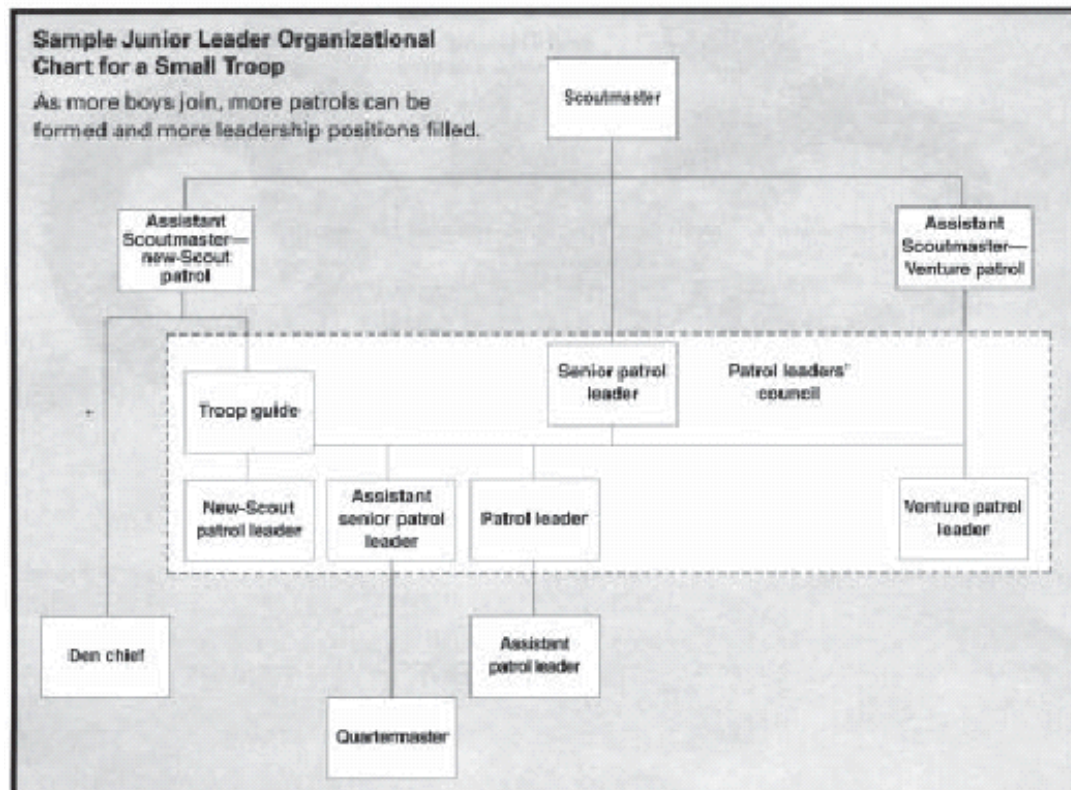 Sample Junior Leader Organizational
Chart for a Small Troop
As more boys join, more patrols can be
formed and more leadership positions filled.
Scoutmaster
Assistant
Scoutmaster—
new-Scout
patrol
Assistant
Scoutmaster—
Venture patrol
Senior patrol
leader
Patrol leaders'
council
Troop guide
New-Scout
patrol leader
Assistant
senior patrol
leader
Patrol leader
Venture patrol
leader
Den chief
Assistant
patrol leader
Quartermaster